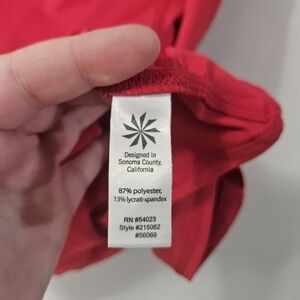 Designed in
Sonoma County,
California
87% polyester,
13% lycra® spandex
RN #54023
Style #215062
#56069